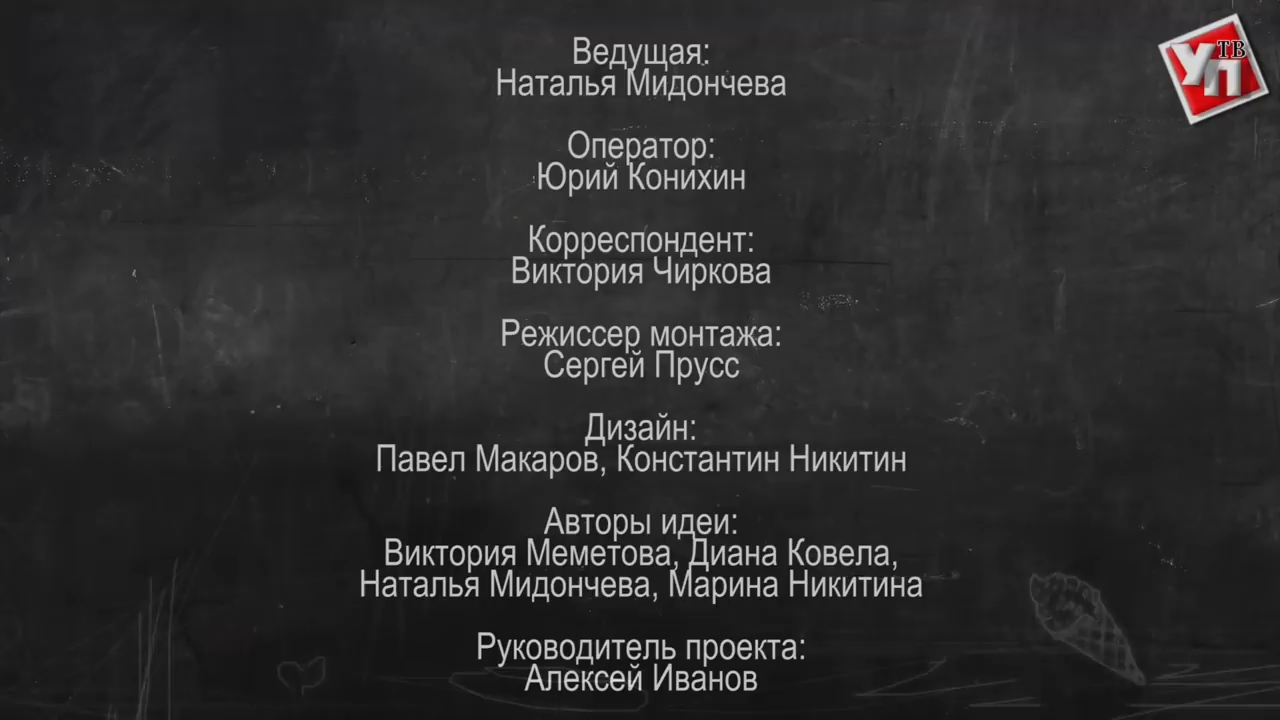 Ведущая:
Наталья Мидончева
Оператор:
Юрий Конихин
Корреспондент:
Виктория Чиркова
Режиссер монтажа:
Сергей Прусс
Дизайн:
Павел Макаров, Константин Никитин
Авторы идеи:
Виктория Меметова, Диана Ковела,
Наталья Мидончева, Марина Никитина
Руководитель проекта:
Алексей Иванов
УП ТВ